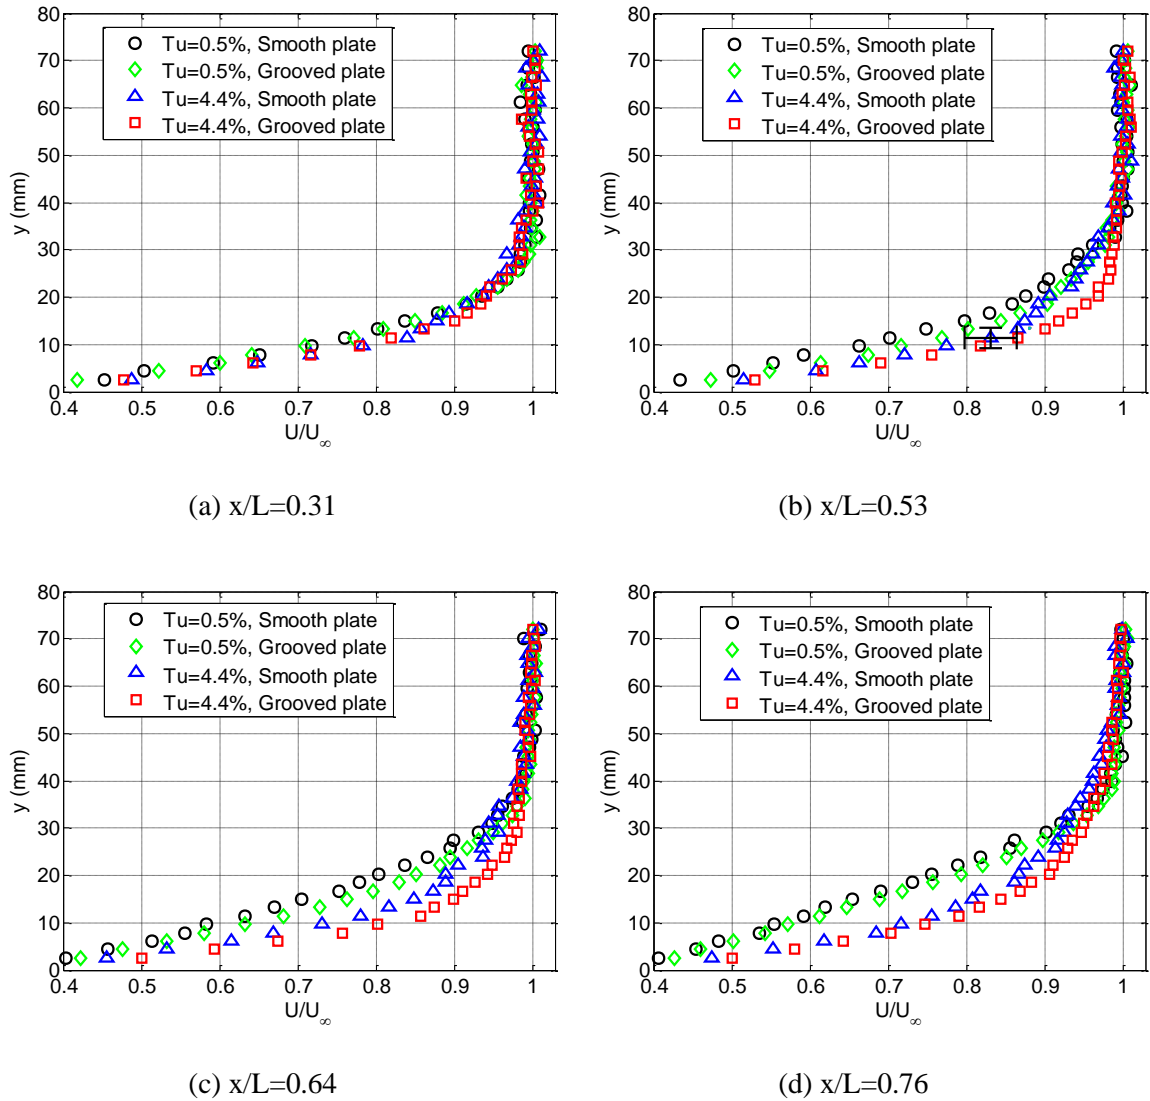 80
70
60
50
40
30
20
10
0
y (mm)
Tu=0.5%, Smooth plate
Tu=0.5%, Grooved plate
Tu=4.4%, Smooth plate
Tu=4.4%, Grooved plate
0.4 0.5 0.6 0.7 0.8 0.9 1
U/U∞
(a) x/L=0.31
80
70
60
50
40
30
20
10
0
y (mm)
Tu=0.5%, Smooth plate
Tu=0.5%, Grooved plate
Tu=4.4%, Smooth plate
Tu=4.4%, Grooved plate
0.4 0.5 0.6 0.7 0.8 0.9 1
U/U∞
(b) x/L=0.53
80
70
60
50
40
30
20
10
0
y (mm)
Tu=0.5%, Smooth plate
Tu=0.5%, Grooved plate
Tu=4.4%, Smooth plate
Tu=4.4%, Grooved plate
0.4 0.5 0.6 0.7 0.8 0.9 1
U/U∞
(c) x/L=0.64
80
70
60
50
40
30
20
10
0
y (mm)
Tu=0.5%, Smooth plate
Tu=0.5%, Grooved plate
Tu=4.4%, Smooth plate
Tu=4.4%, Grooved plate
0.4 0.5 0.6 0.7 0.8 0.9 1
U/U∞
(d) x/L=0.76